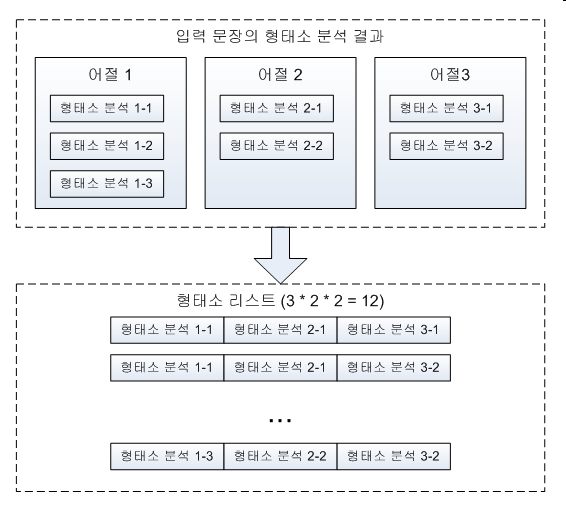 입력 문장의 형태소 분석 결과
어절 1
형태소 분석 1-1
형태소 분석 1-2
형태소 분석 1-3
어절 2
형태소 분석 2-1
형태소 분석 2-2
어절3
형태소 분석 3-1
형태소 분석 3-2
형태소 리스트 (3 * 2 * 2 = 12)
형태소 분석 1-1 형태소 분석 2-1 형태소 분석 3-1
형태소 분석 1-1 형태소 분석 2-1 형태소 분석 3-2
...
형태소 분석 1-3 형태소 분석 2-2 형태소 분석 3-2